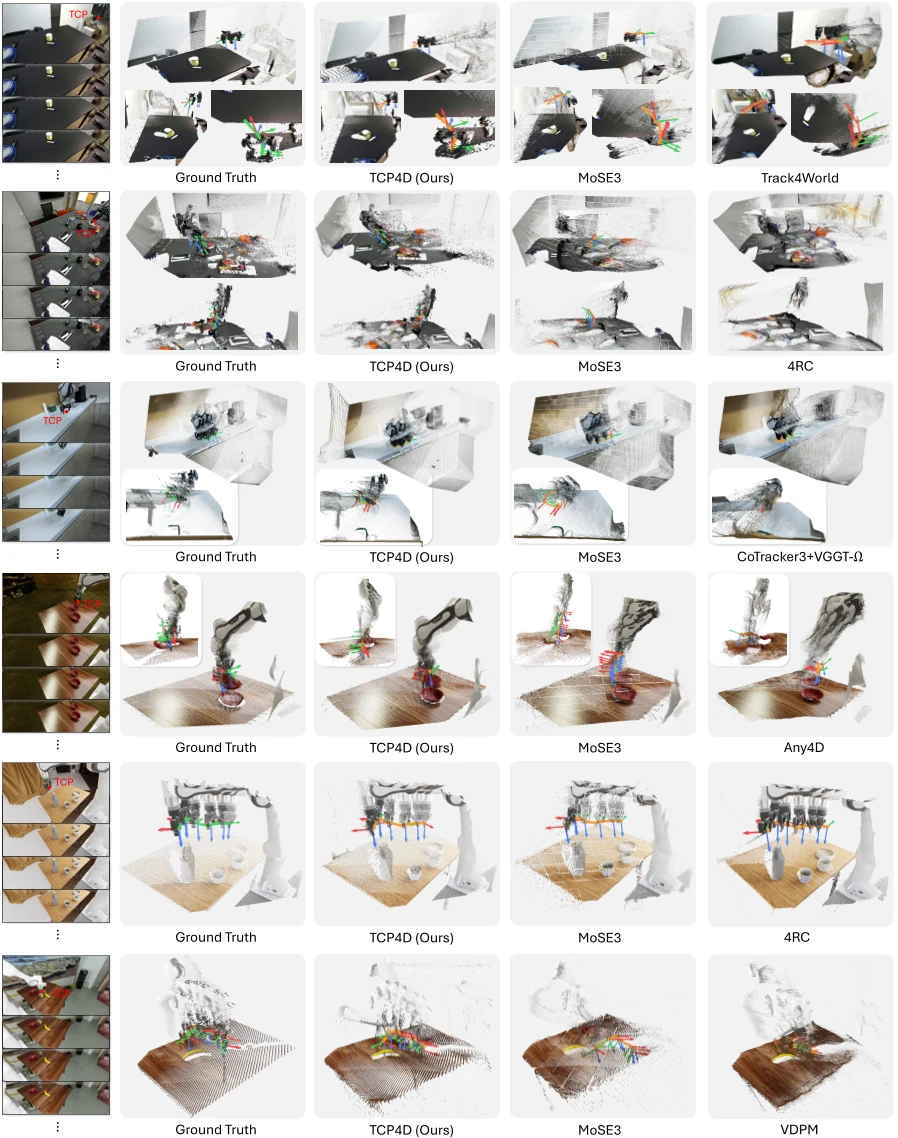 TCP
⋮
Ground Truth
TCP4D (Ours)
MoSE3
Track4World
⋮
Ground Truth
TCP4D (Ours)
MoSE3
4RC
TCP
⋮
Ground Truth
TCP4D (Ours)
MoSE3
CoTracker3+VGGT-Ω
⋮
Ground Truth
TCP4D (Ours)
MoSE3
Any4D
TCP
⋮
Ground Truth
TCP4D (Ours)
MoSE3
4RC
⋮
Ground Truth
TCP4D (Ours)
MoSE3
VDPM